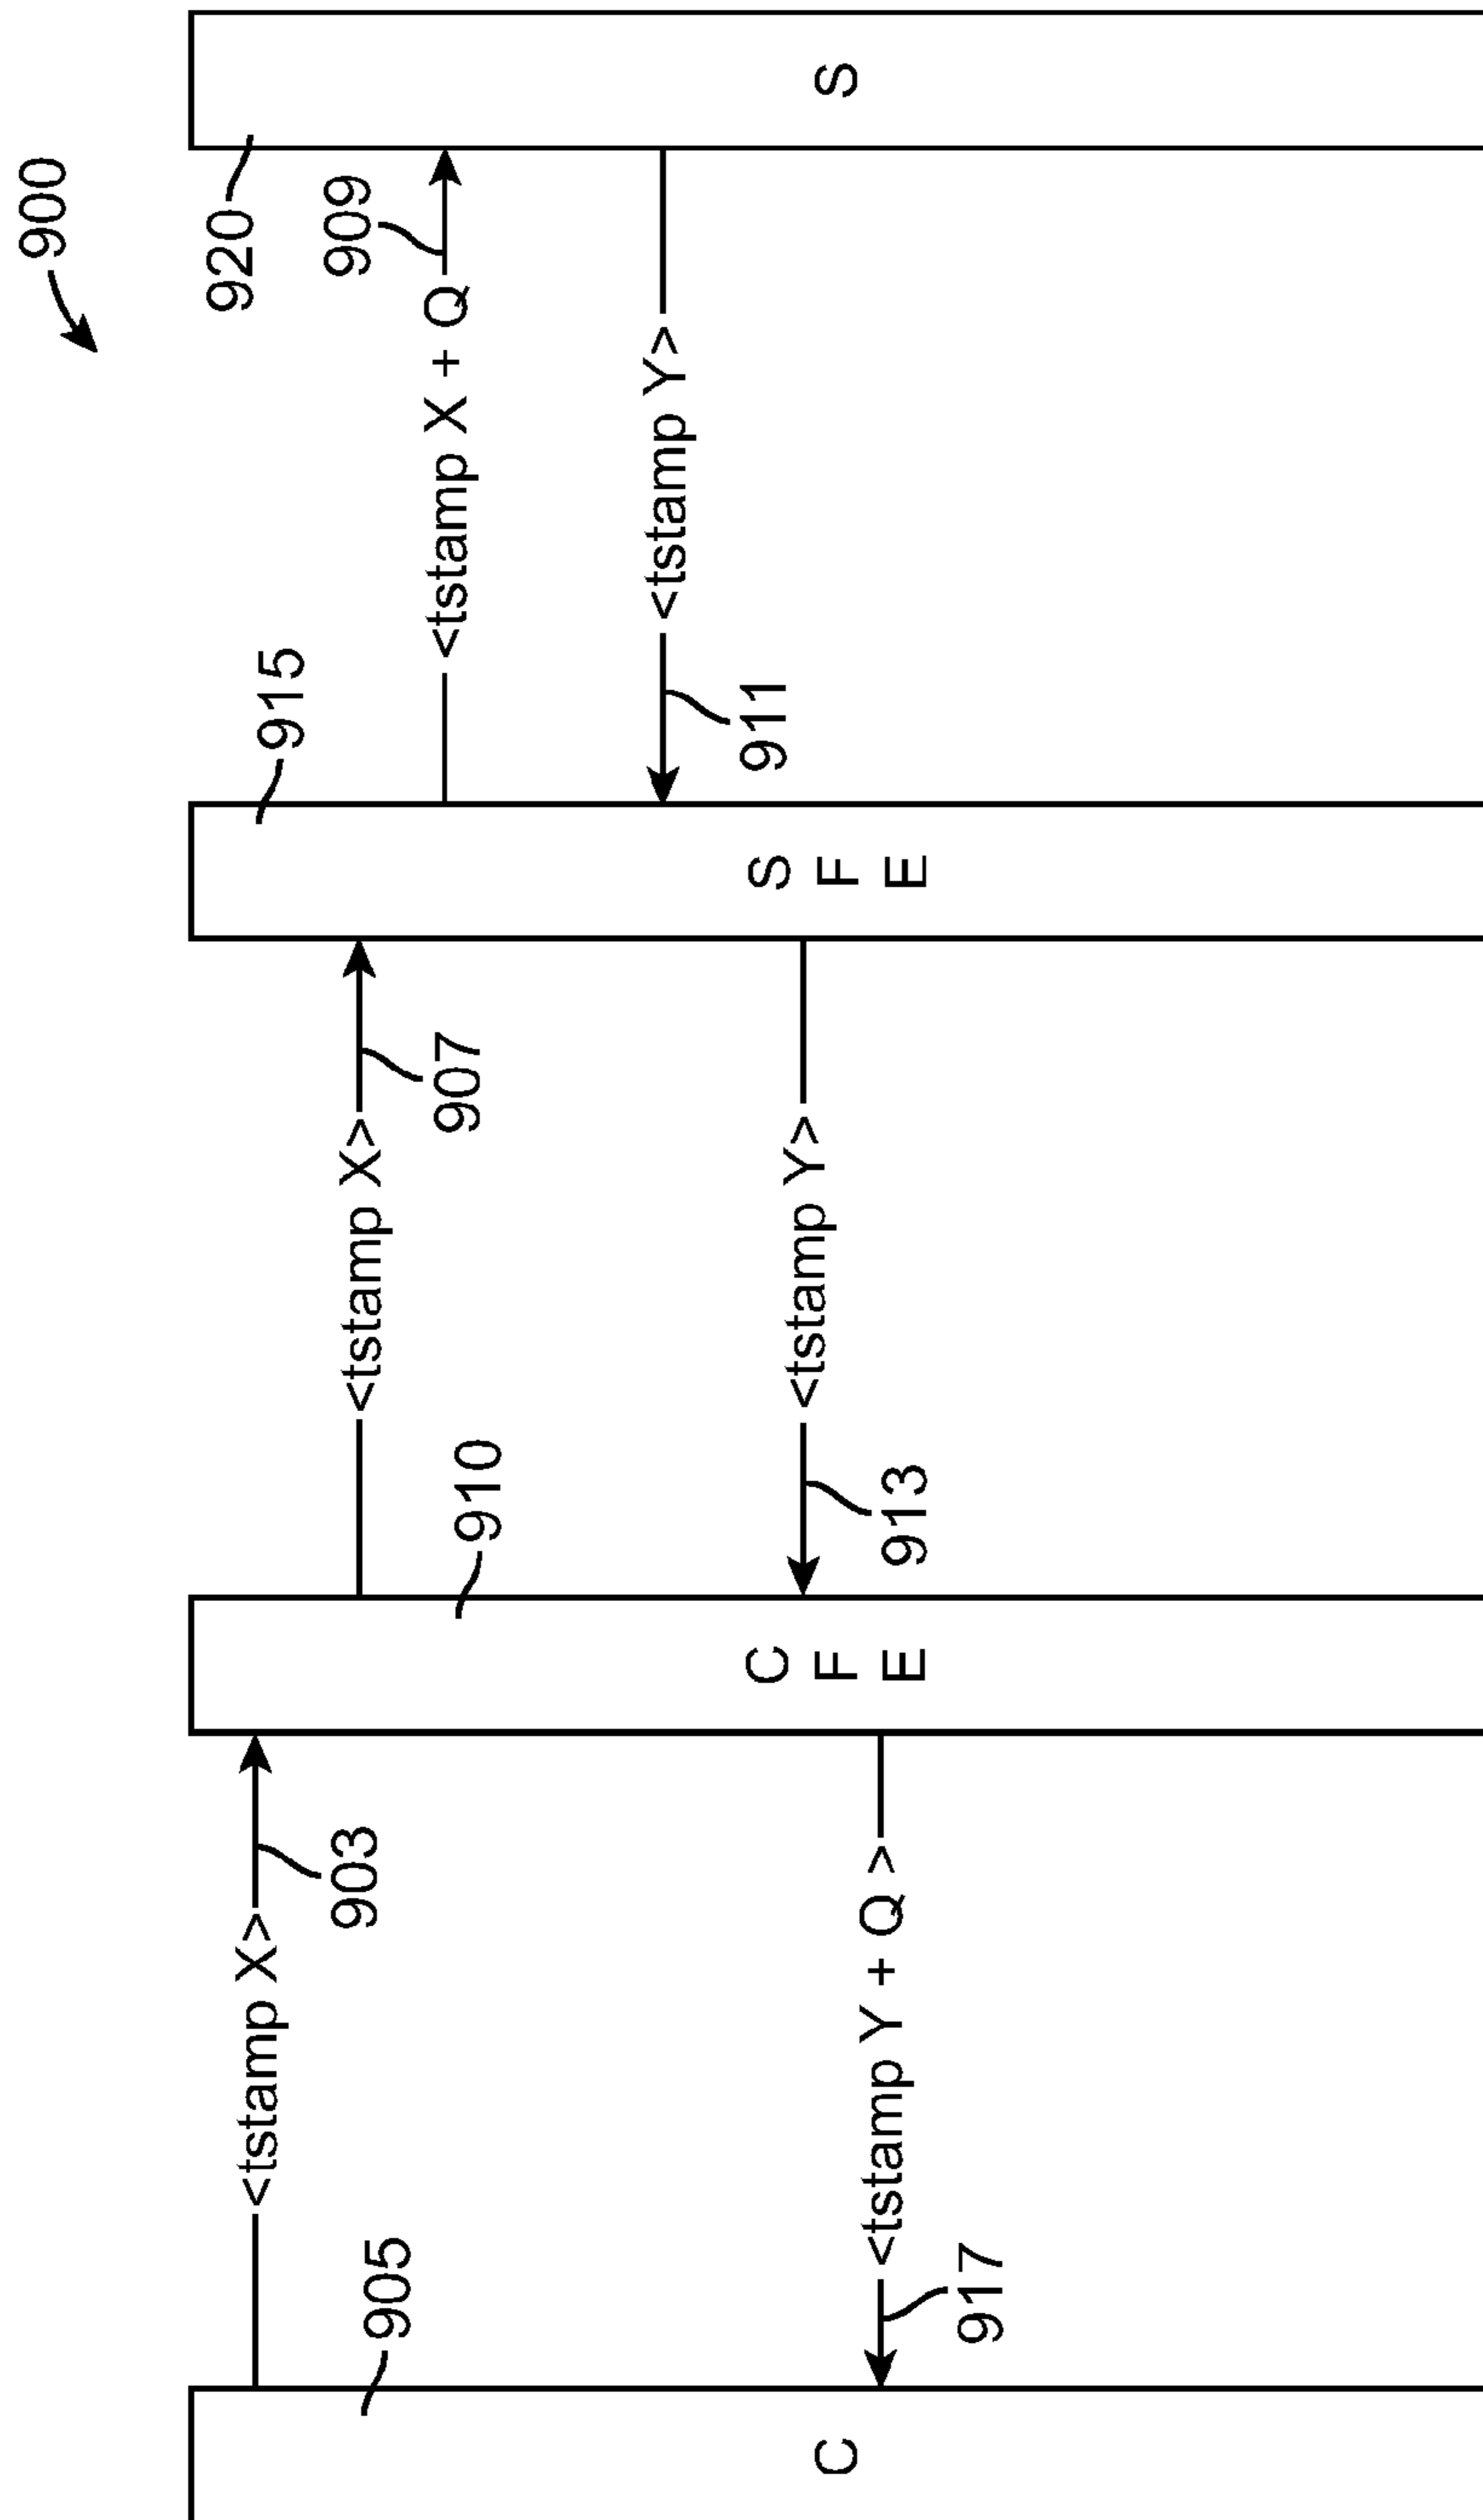 900
905
C
<tstamp X>
903
910
C
F
E
<tstamp X>
907
915
S
F
E
<tstamp X + Q
909
920
S
<tstamp Y>
911
<tstamp Y>
913
<tstamp Y + Q >
917